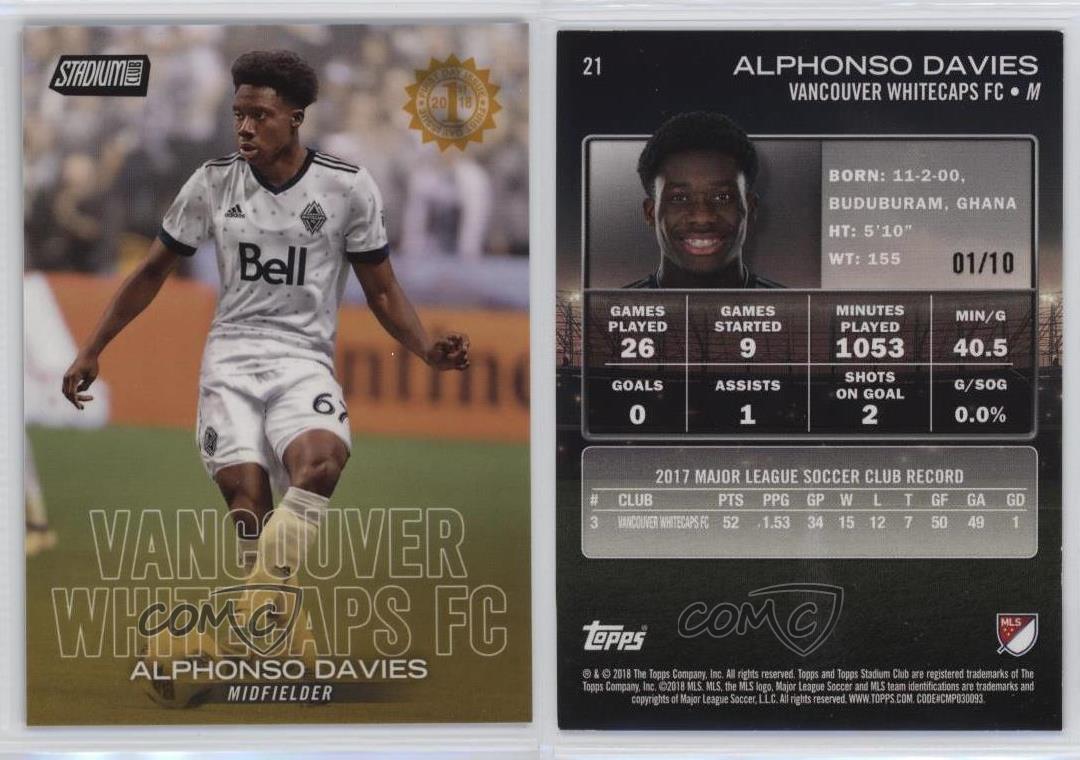 STADIUM CLUB
FIRST DAY ISSUE
1ST
20 18
adidas
Bell
67
VANCOUVER
WHITECAPS FC
COMC
ALPHONSO DAVIES
MIDFIELDER
21
ALPHONSO DAVIES
VANCOUVER WHITECAPS FC • M
BORN: 11-2-00,
BUDUBURAM, GHANA
HT: 5'10"
WT: 155
01/10
GAMES PLAYED 26
GAMES STARTED 9
MINUTES PLAYED 1053
MIN/G 40.5
GOALS 0
ASSISTS 1
SHOTS ON GOAL 2
G/SOG 0.0%
2017 MAJOR LEAGUE SOCCER CLUB RECORD
# CLUB PTS PPG GP W L T GF GA GD
3 VANCOUVER WHITECAPS FC 52 1.53 34 15 12 7 50 49 1
topps®
COMC
MLS
® & © 2018 The Topps Company, Inc. All rights reserved. Topps and Topps Stadium Club are registered trademarks of The
Topps Company, Inc. ©2018 MLS. MLS, the MLS logo, Major League Soccer and MLS team identifications are trademarks and
copyrights of Major League Soccer, L.L.C. All rights reserved. WWW.TOPPS.COM. CODE#CMP030093.